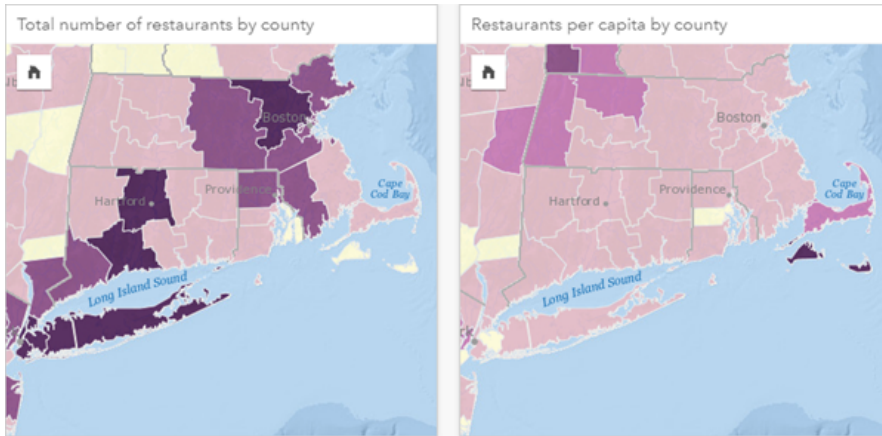 Total number of restaurants by county
Boston
Cape
Cod Bay
Providence
Hartford
Long Island Sound
Restaurants per capita by county
Boston
Cape
Cod Bay
Providence
Hartford
Long Island Sound